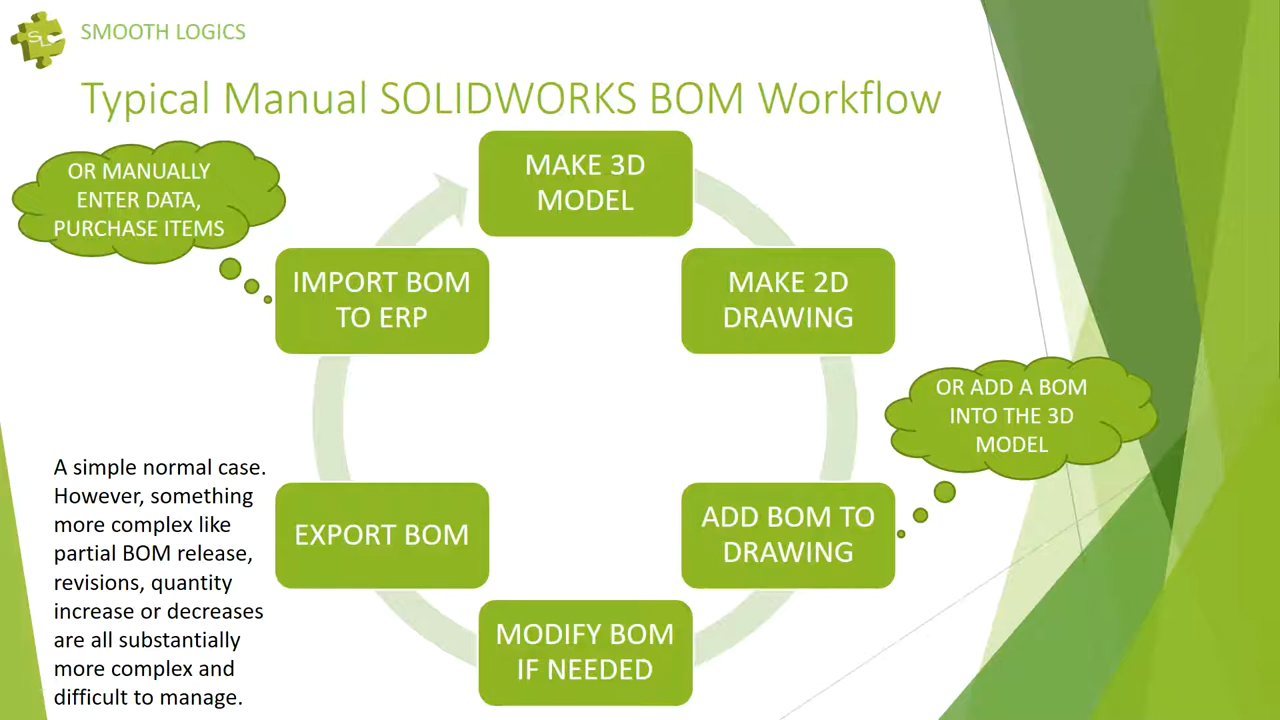 SMOOTH LOGICS
Typical Manual SOLIDWORKS BOM Workflow
OR MANUALLY
ENTER DATA,
PURCHASE ITEMS
MAKE 3D
MODEL
IMPORT BOM
TO ERP
MAKE 2D
DRAWING
OR ADD A BOM
INTO THE 3D
MODEL
A simple normal case.
However, something
more complex like
partial BOM release,
revisions, quantity
increase or decreases
are all substantially
more complex and
difficult to manage.
EXPORT BOM
ADD BOM TO
DRAWING
MODIFY BOM
IF NEEDED